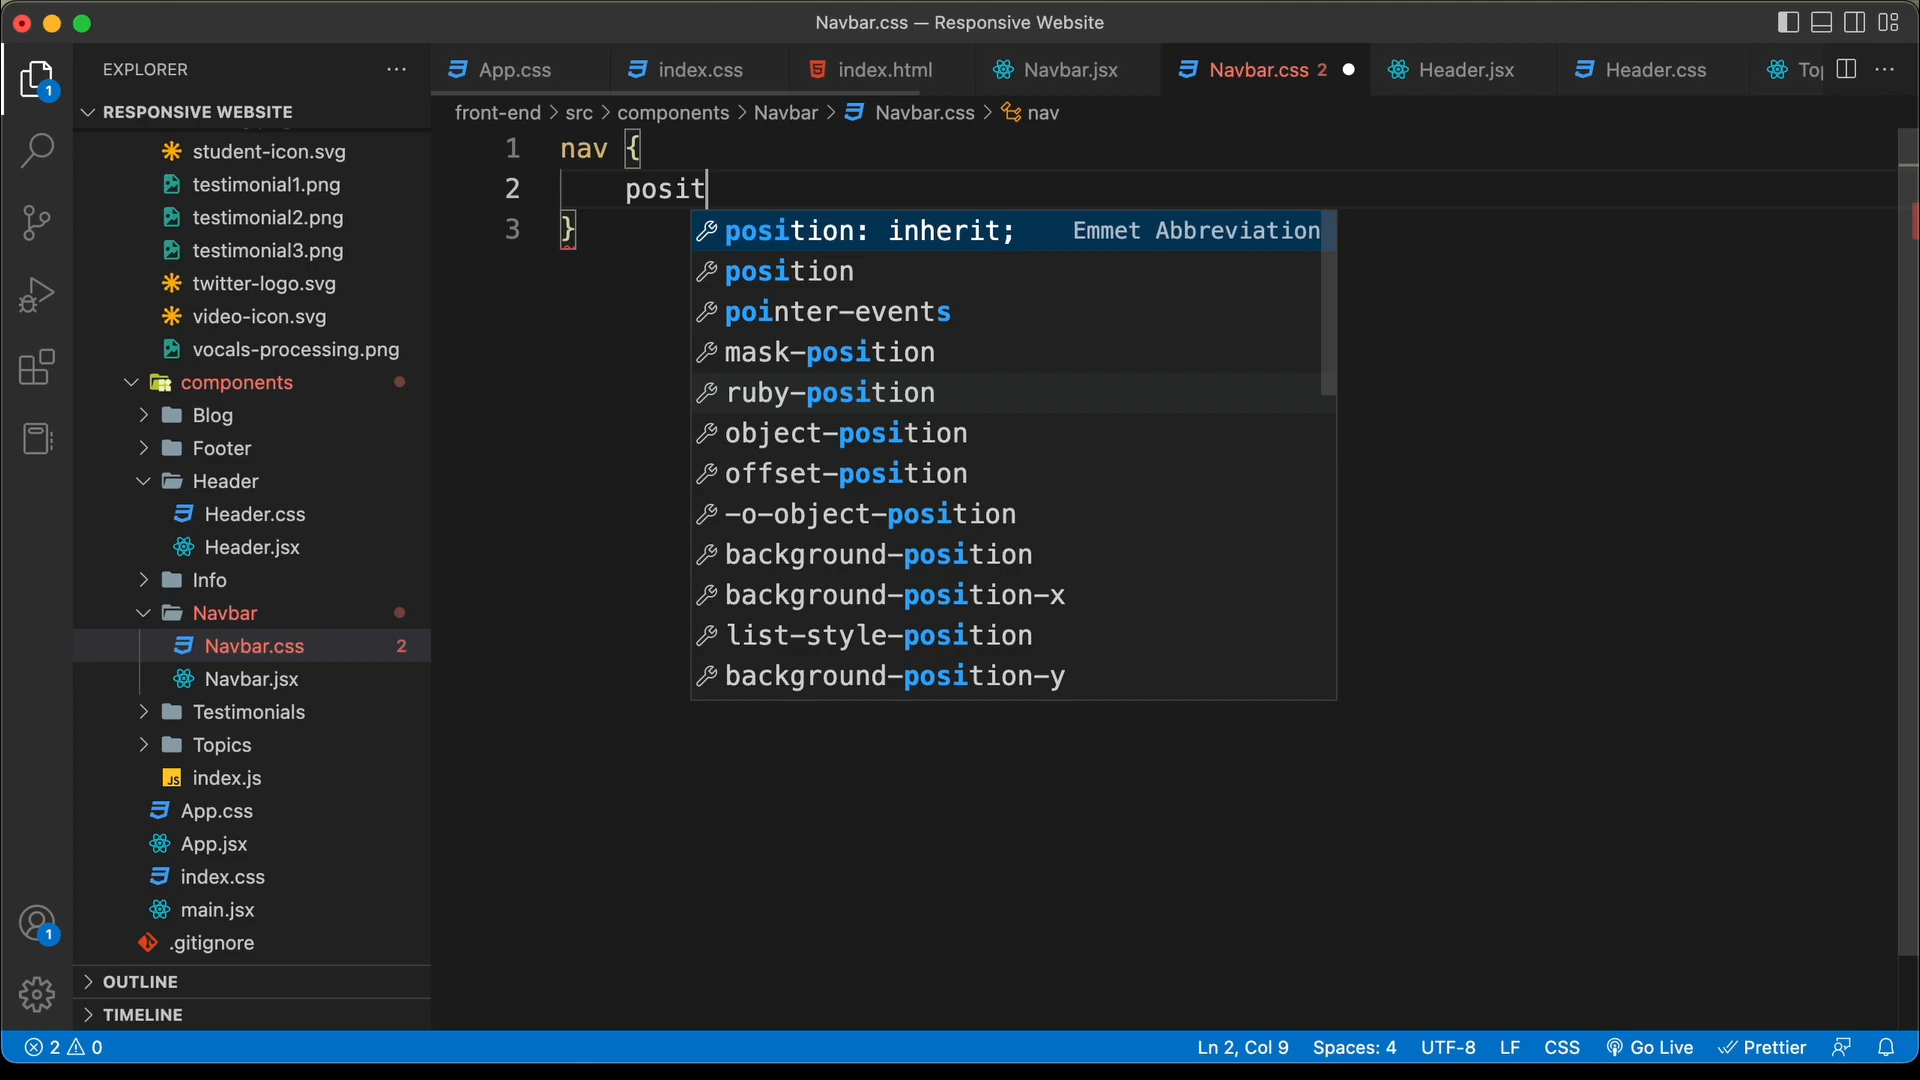 Navbar.css — Responsive Website
EXPLORER
App.css
index.css
index.html
Navbar.jsx
Navbar.css 2
Header.jsx
Header.css
RESPONSIVE WEBSITE
front-end > src > components > Navbar > Navbar.css > nav
student-icon.svg
testimonial1.png
testimonial2.png
testimonial3.png
twitter-logo.svg
video-icon.svg
vocals-processing.png
components
Blog
Footer
Header
Header.css
Header.jsx
Info
Navbar
Navbar.css 2
Navbar.jsx
Testimonials
Topics
JS index.js
App.css
App.jsx
index.css
main.jsx
.gitignore
OUTLINE
TIMELINE
1
1
1 nav {
2 posit
3 }
position: inherit; Emmet Abbreviation
position
pointer-events
mask-position
ruby-position
object-position
offset-position
-o-object-position
background-position
background-position-x
list-style-position
background-position-y
2 0
Ln 2, Col 9
Spaces: 4
UTF-8
LF
CSS
Go Live
Prettier